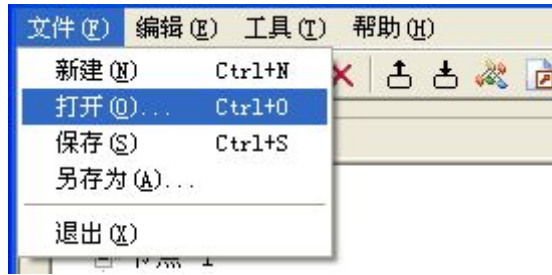 文件(F) 编辑(E) 工具(T) 帮助(H)
新建(N) Ctrl+N
打开(O)... Ctrl+O
保存(S) Ctrl+S
另存为(A)...
退出(X)